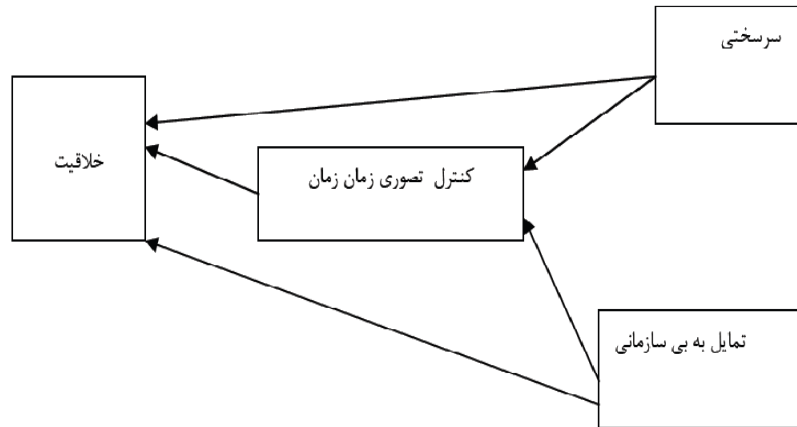 سرسختی
خلاقیت
کنترل تصوری زمان زمان
تمایل به بی سازمانی